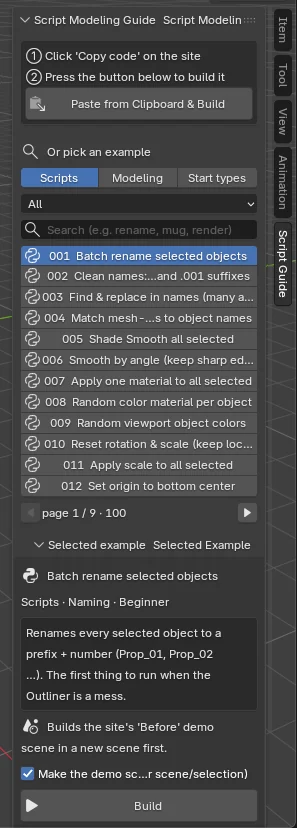 Script Modeling Guide Script Modelin
① Click 'Copy code' on the site
② Press the button below to build it
Paste from Clipboard & Build
Or pick an example
Scripts Modeling Start types
All
Search (e.g. rename, mug, render)
001 Batch rename selected objects
002 Clean names:...and .001 suffixes
003 Find & replace in names (many a...
004 Match mesh-...s to object names
005 Shade Smooth all selected
006 Smooth by angle (keep sharp ed...
007 Apply one material to all selected
008 Random color material per object
009 Random viewport object colors
010 Reset rotation & scale (keep loc...
011 Apply scale to all selected
012 Set origin to bottom center
page 1 / 9 · 100
Selected example Selected Example
Batch rename selected objects
Scripts · Naming · Beginner
Renames every selected object to a
prefix + number (Prop_01, Prop_02
...). The first thing to run when the
Outliner is a mess.
Builds the site's 'Before' demo
scene in a new scene first.
Make the demo sc...r scene/selection)
Build
Item
Tool
View
Animation
Script Guide